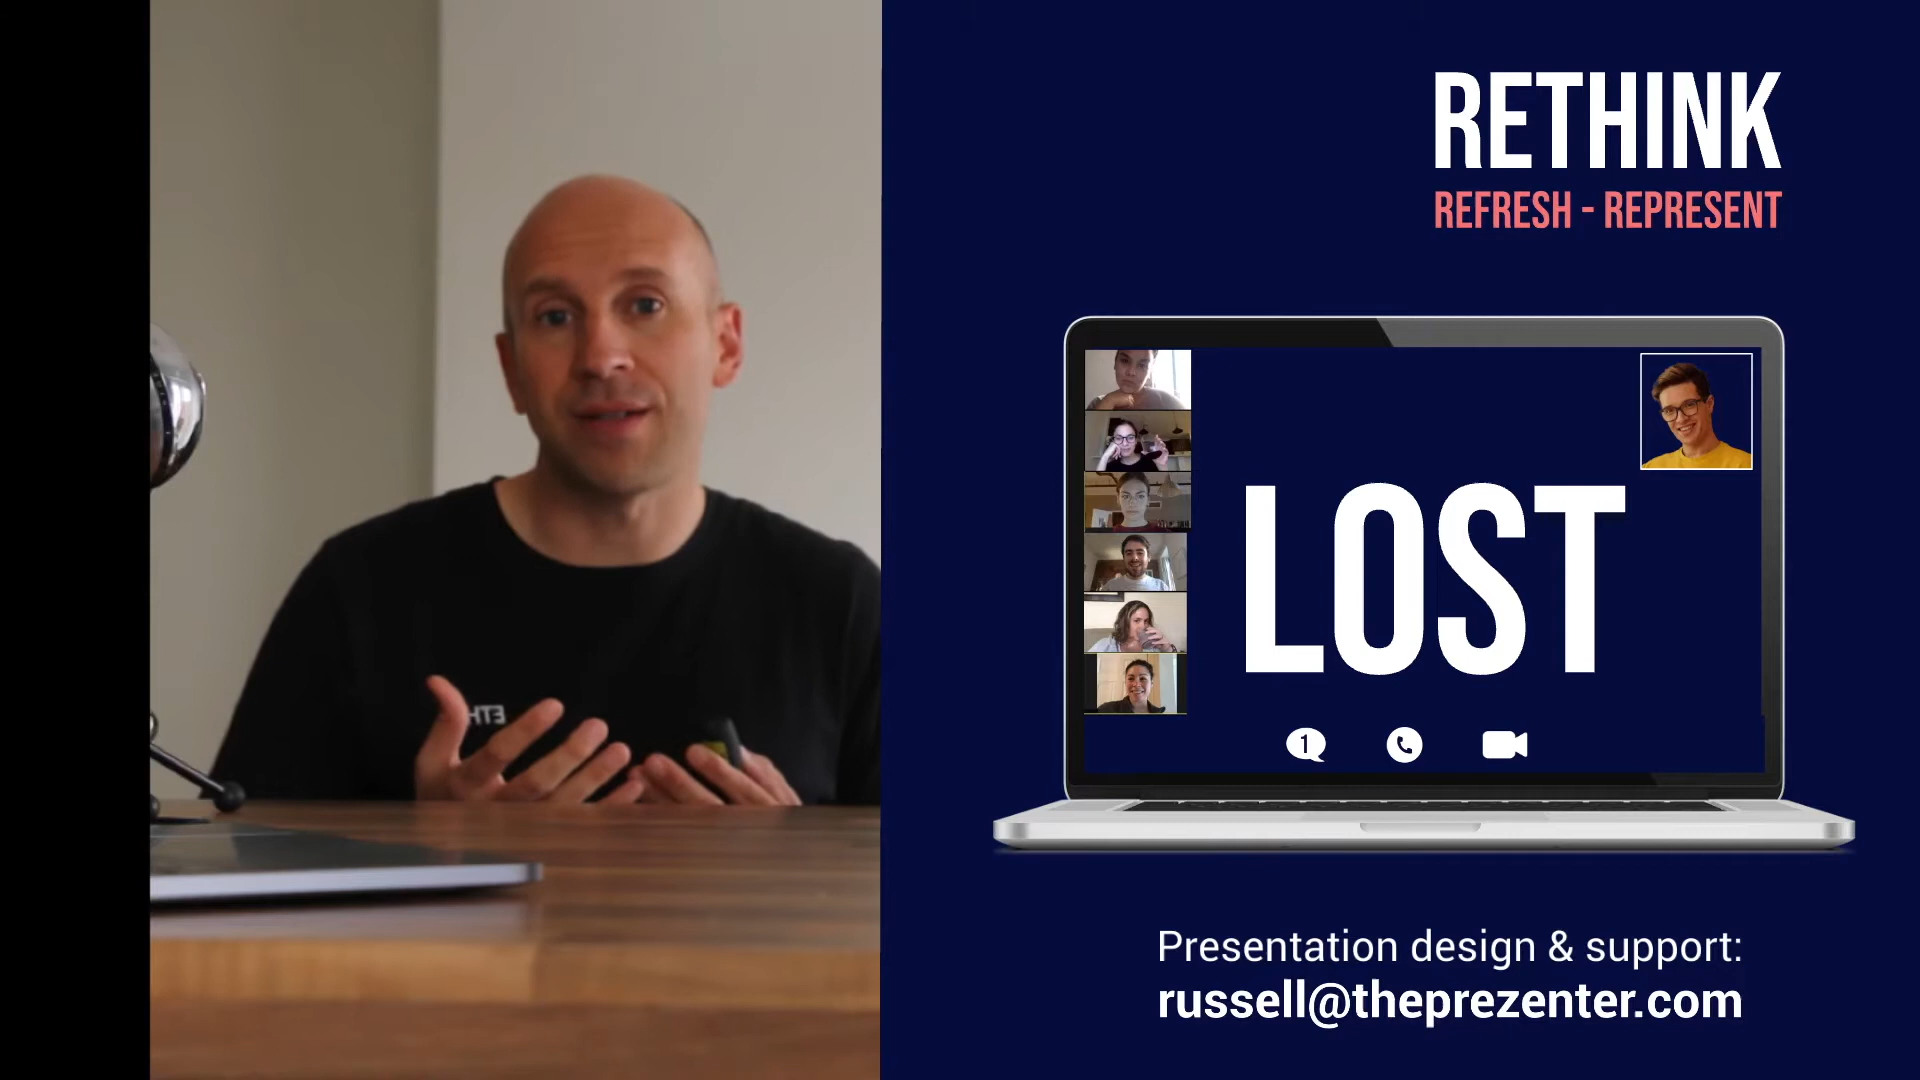 RETHINK
REFRESH - REPRESENT
LOST
1
Presentation design & support:
russell@theprezenter.com